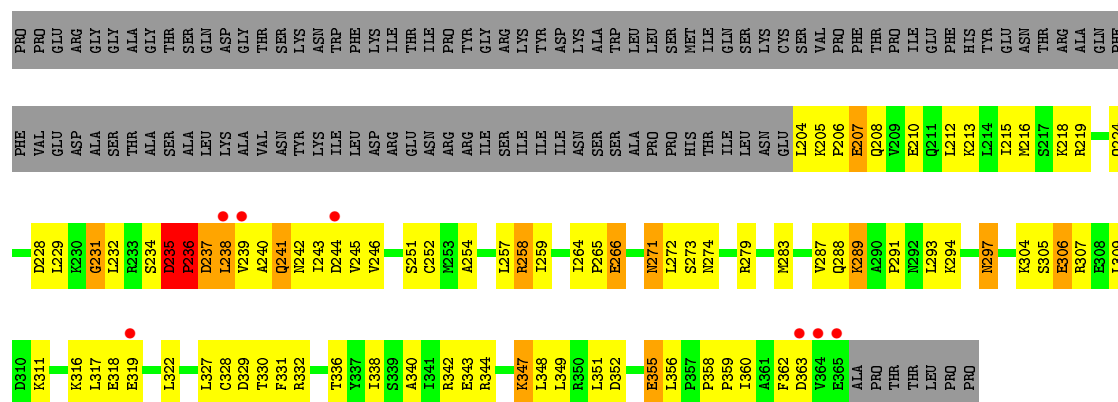 PRO PRO GLU ARG GLY GLY ALA GLY THR SER GLN ASP GLY THR SER LYS ASN TRP PHE LYS ILE THR ILE PRO TYR GLY ARG LYS TYR ASP LYS ALA TRP LEU LEU SER MET ILE GLN SER LYS CYS SER VAL PRO PHE THR PRO ILE GLU PHE HIS TYR GLU ASN THR ARG ALA GLN PHE
PHE VAL GLU ASP ALA SER THR ALA SER ALA LEU LYS ALA VAL ASN TYR LYS ILE LEU ASP ARG GLU ASN ARG ARG ILE SER ILE ILE ILE ASN SER SER ALA PRO PRO HIS THR ILE LEU ASN GLU L204 K205 P206 E207 Q208 V209 E210 Q211 L212 K213 L214 I215 M216 S217 K218 R219 Q224
D228 L229 K230 G231 L232 R233 S234 D235 P236 D237 L238 V239 A240 Q241 N242 I243 D244 V245 V246 S251 C252 M253 A254 L257 R258 I259 I264 P265 E266 N271 L272 S273 N274 R279 M283 V287 Q288 K289 A290 P291 N292 L293 K294 N297 K304 S305 E306 R307 E308 L309
D310 K311 K316 L317 E318 E319 L322 L327 C328 D329 T330 F331 R332 T336 Y337 L338 S339 A340 I341 R342 E343 R344 K347 L348 L349 R350 L351 D352 E355 L356 P357 P358 P359 I360 A361 F362 D363 V364 E365 ALA PRO THR THR LEU PRO PRO